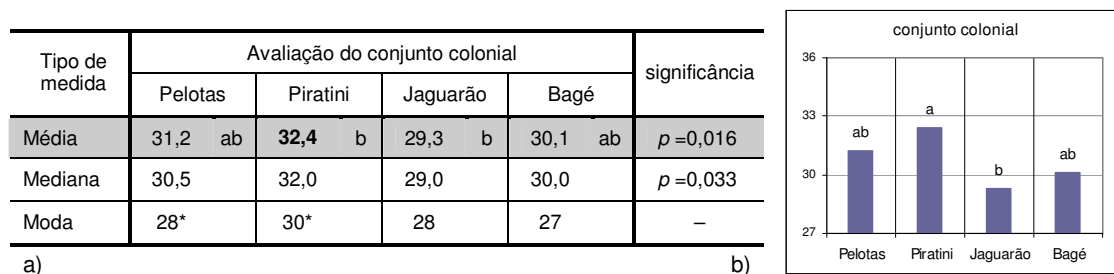 Tipo de medida Avaliação do conjunto colonial significância
Pelotas Piratini Jaguarão Bagé
Média 31,2 ab 32,4 b 29,3 b 30,1 ab p =0,016
Mediana 30,5 32,0 29,0 30,0 p =0,033
Moda 28* 30* 28 27 –
a)
b)
conjunto colonial
36
33
30
27
ab a b ab
Pelotas Piratini Jaguarão Bagé